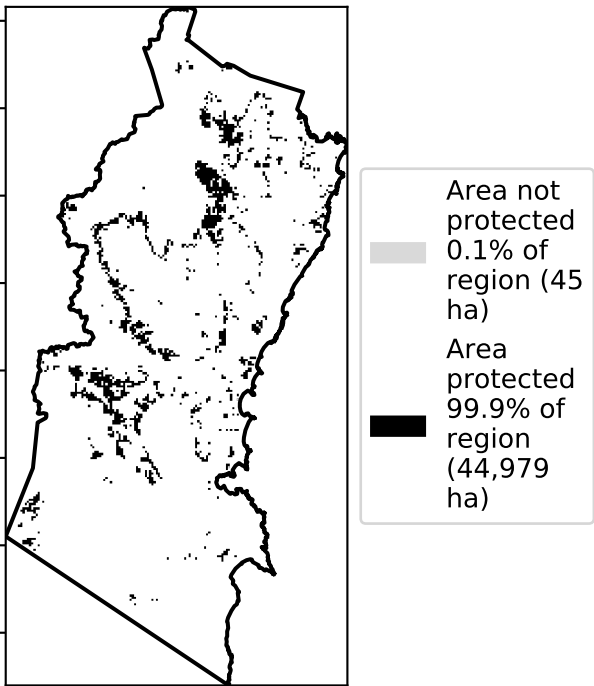 Area not
protected
0.1% of
region (45
ha)
Area
protected
99.9% of
region
(44,979
ha)